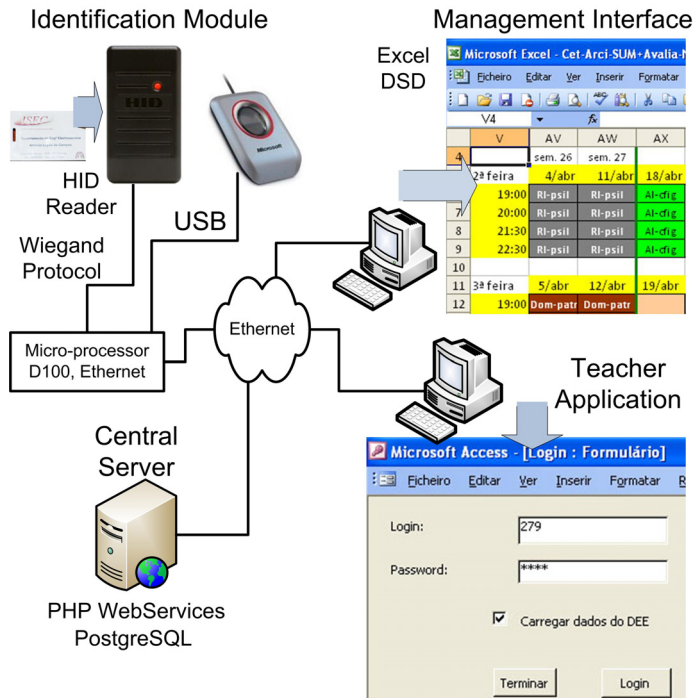 Identification Module
Management Interface
HID
Microsoft
HID
Reader
USB
Wiegand
Protocol
Micro-processor
D100, Ethernet
Ethernet
Central
Server
PHP WebServices
PostgreSQL
Excel
DSD
Microsoft Excel - Cet-Arci-SUM+Avalia-
Ficheiro Editar Ver Inserir Formatar
V4 fx
V AV AW AX
4 sem. 26 sem. 27
2ª feira 4/abr 11/abr 18/abr
19:00 RI-psil RI-psil AI-cfig
7 20:00 RI-psil RI-psil AI-cfig
8 21:30 RI-psil RI-psil AI-cfig
9 22:30 RI-psil RI-psil AI-cfig
10
11 3ª feira 5/abr 12/abr 19/abr
12 19:00 Dom-patr Dom-patr
Teacher
Application
Microsoft Access - [Login : Formulário]
Ficheiro Editar Ver Inserir Formatar R
Login: 279
Password: ****
Carregar dados do DEE
Terminar Login